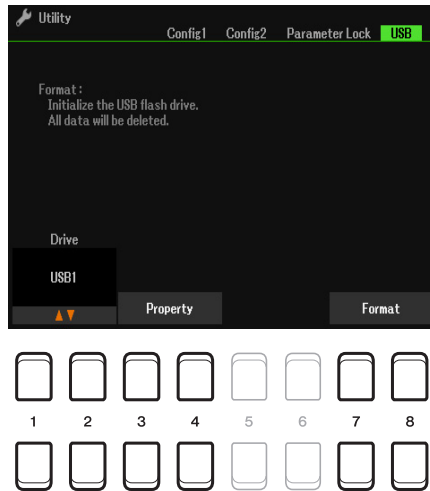 Utility
Config1 Config2 Parameter Lock USB
Format:
Initialize the USB flash drive.
All data will be deleted.
Drive
USB1
Property Format
1 2 3 4 5 6 7 8